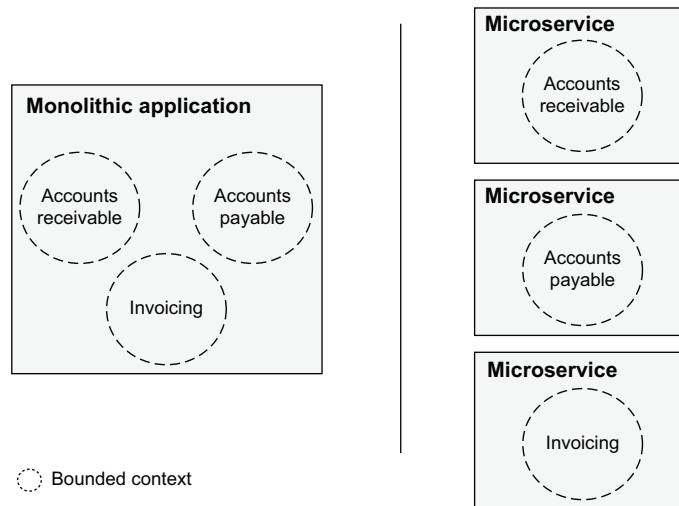 Monolithic application
Accounts
receivable
Accounts
payable
Invoicing
Bounded context
Microservice
Accounts
receivable
Microservice
Accounts
payable
Microservice
Invoicing